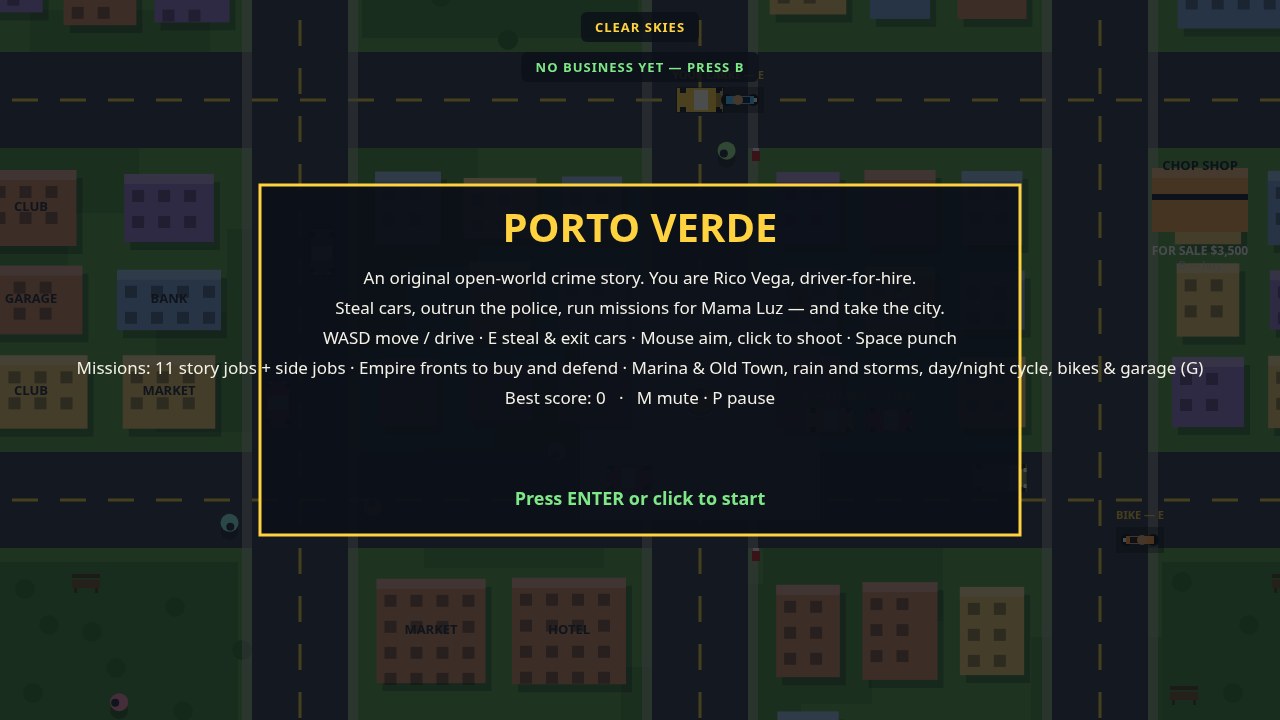 CLEAR SKIES
NO BUSINESS YET — PRESS B
CHOP SHOP
CLUB
PORTO VERDE
FOR SALE $3,500
An original open-world crime story. You are Rico Vega, driver-for-hire.
GARAGE
BANK
Steal cars, outrun the police, run missions for Mama Luz — and take the city.
WASD move / drive · E steal & exit cars · Mouse aim, click to shoot · Space punch
Missions: 11 story jobs + side jobs · Empire fronts to buy and defend · Marina & Old Town, rain and storms, day/night cycle, bikes & garage (G)
CLUB
MARKET
Best score: 0 · M mute · P pause
Press ENTER or click to start
BIKE — E
MARKET
HOTEL